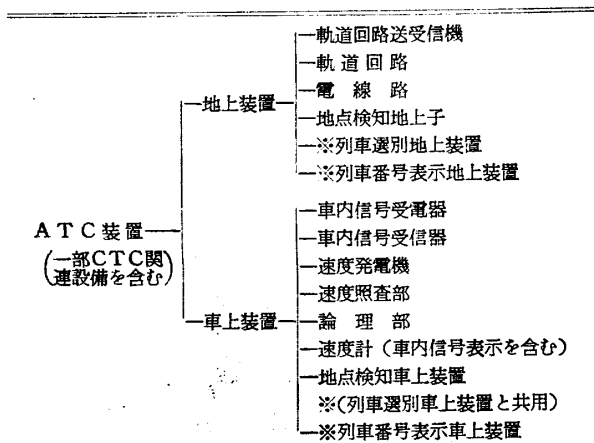 軌道回路送受信機
軌道回路
電線路
地上装置
地点検知地上子
※列車選別地上装置
※列車番号表示地上装置
ATC装置
(一部CTC関
連設備を含む)
車内信号受電器
車内信号受信器
速度発電機
速度照査部
車上装置
論理部
速度計(車内信号表示を含む)
地点検知車上装置
※(列車選別車上装置と共用)
※列車番号表示車上装置